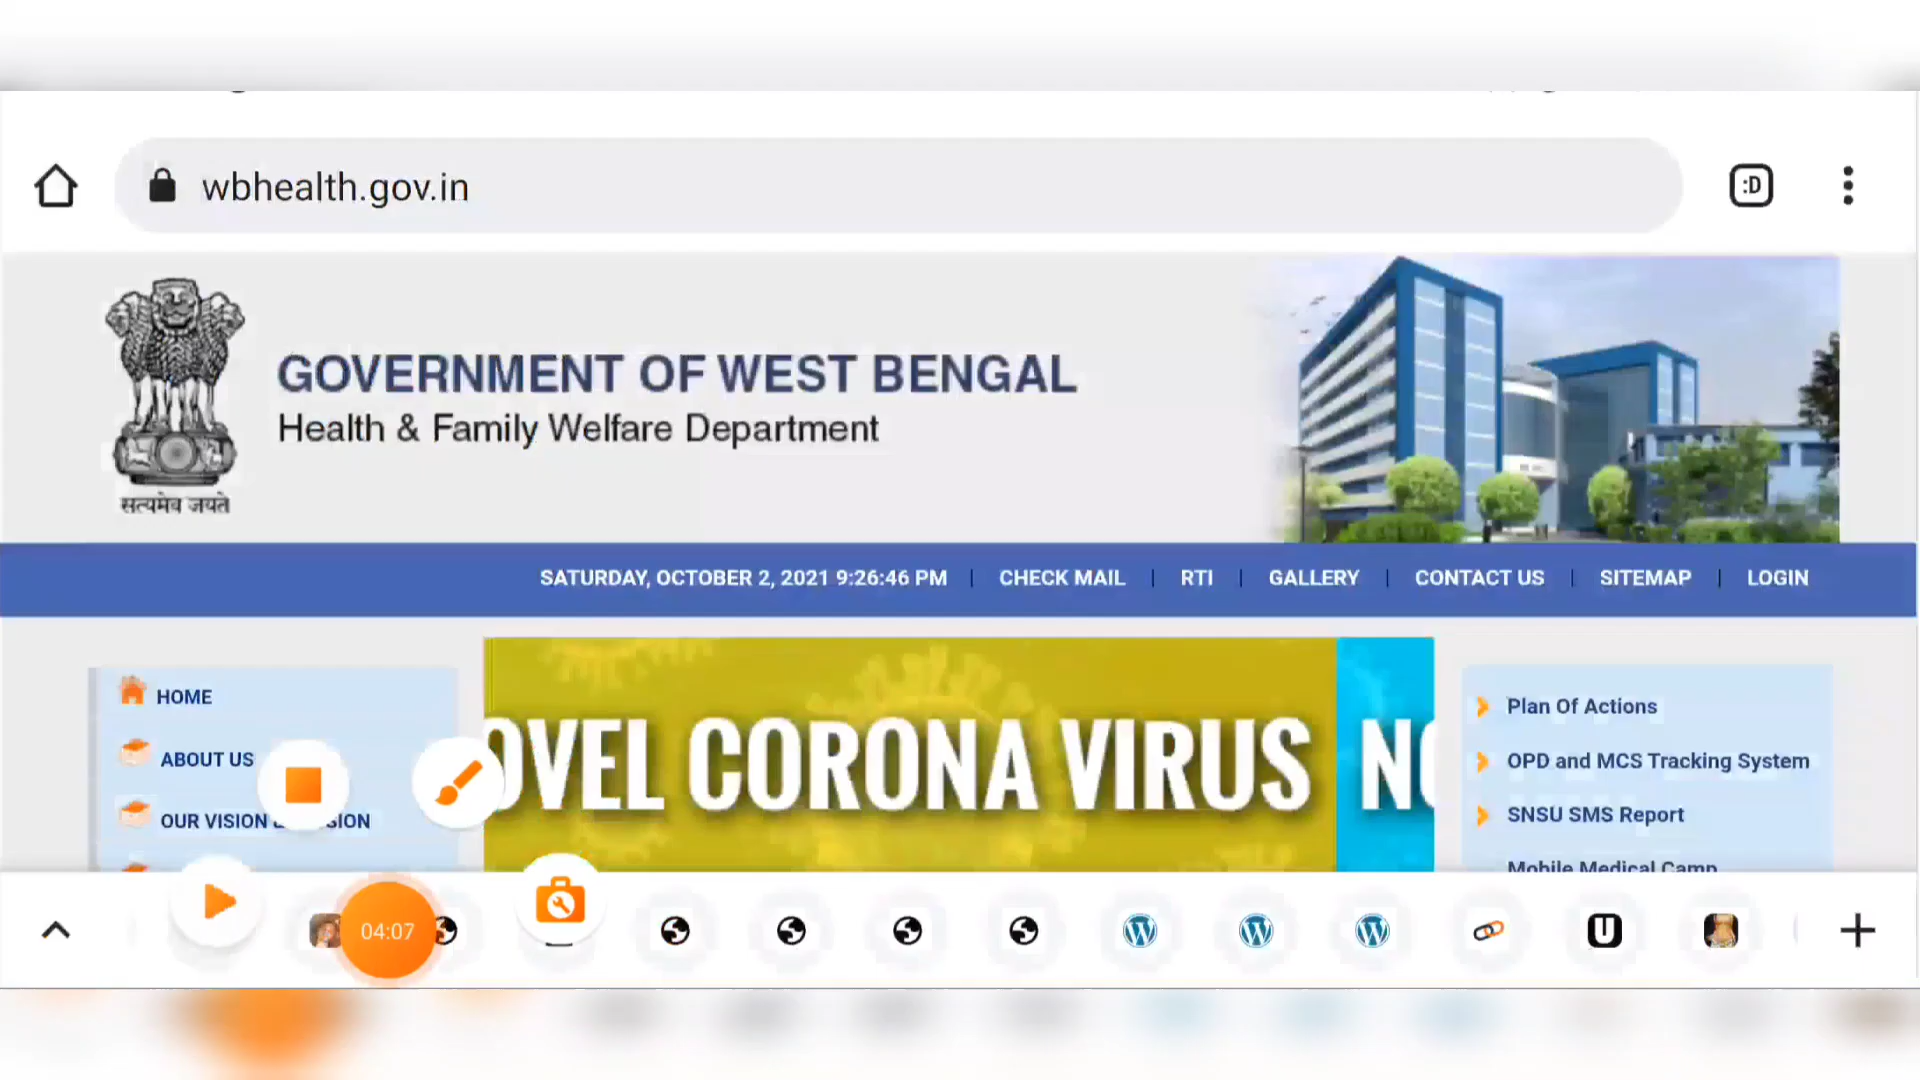 :D
wbhealth.gov.in
GOVERNMENT OF WEST BENGAL
Health & Family Welfare Department
सत्यमेव जयते
SATURDAY, OCTOBER 2, 2021 9:26:46 PM | CHECK MAIL | RTI | GALLERY | CONTACT US | SITEMAP | LOGIN
HOME
ABOUT US
OUR VISION
OVEL CORONA VIRUS
Plan Of Actions
OPD and MCS Tracking System
SNSU SMS Report
Mobile Medical Camp
04:07